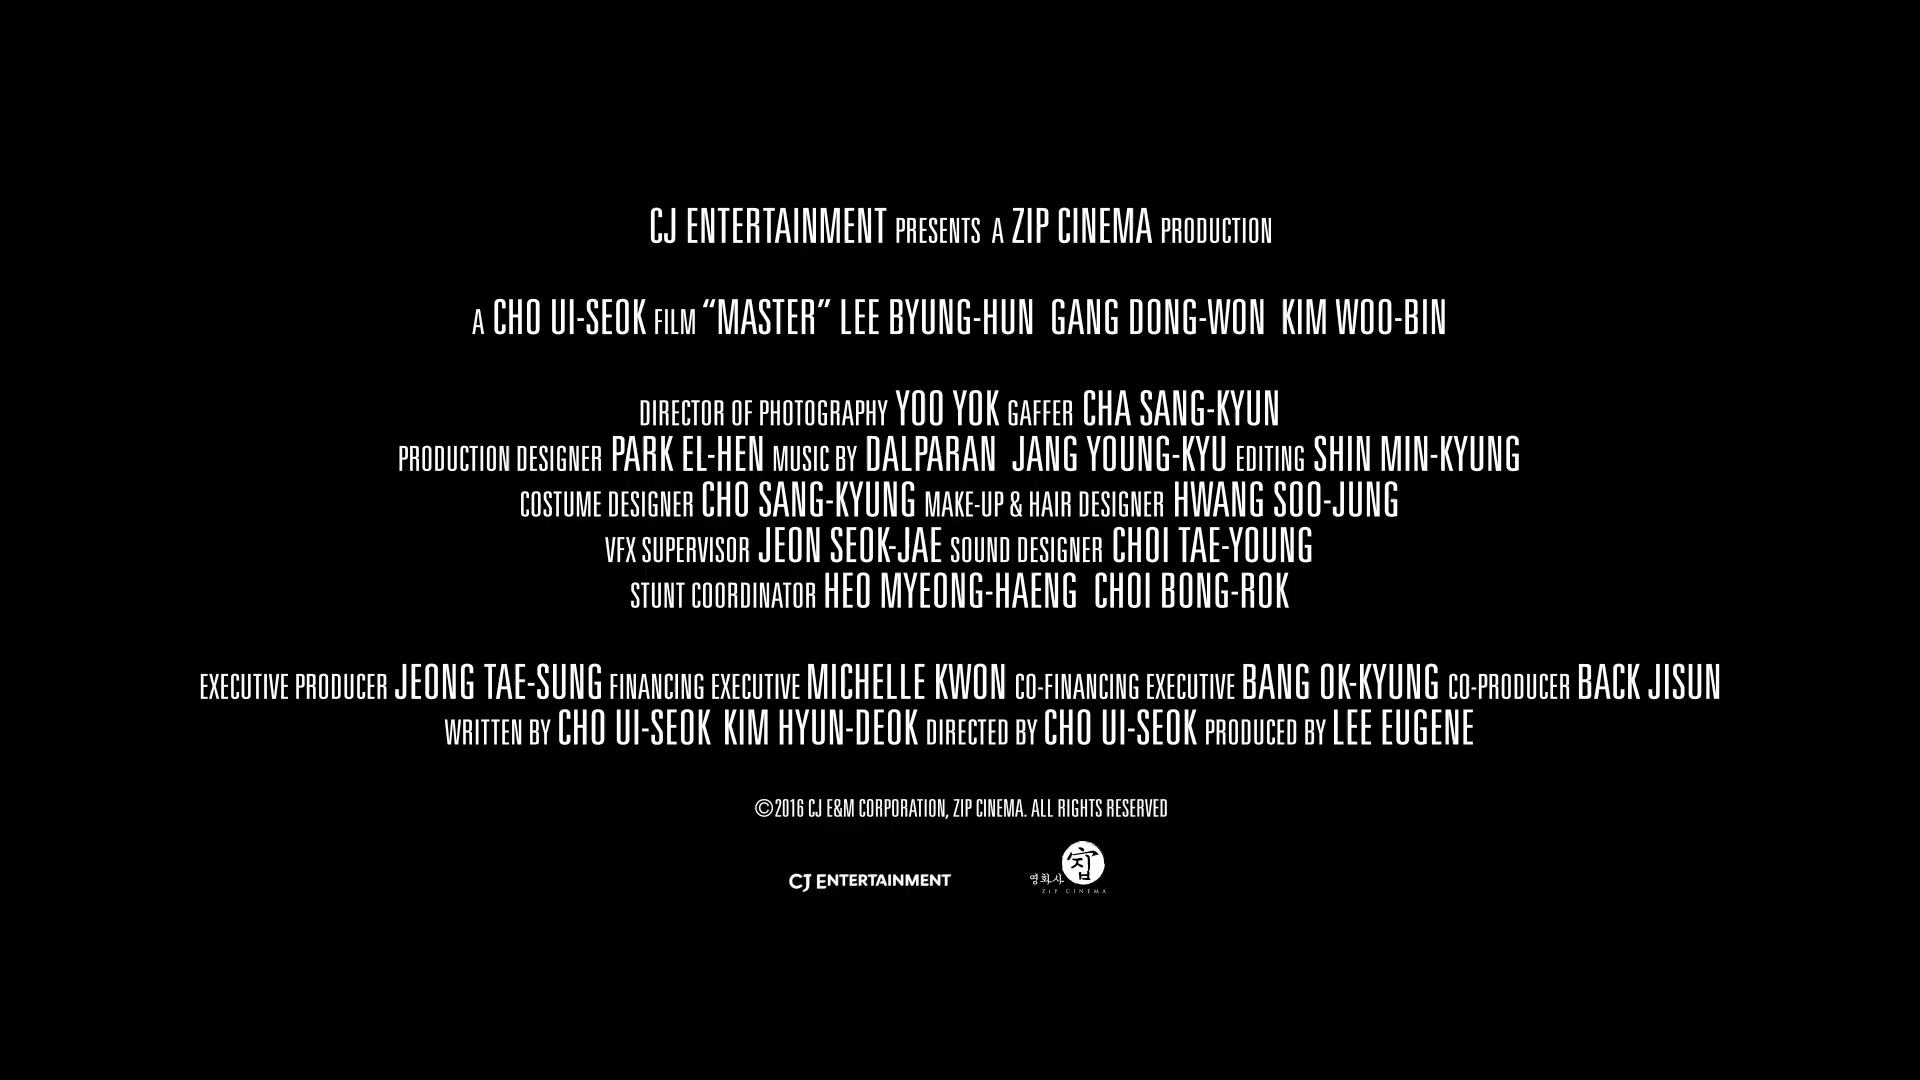 CJ ENTERTAINMENT PRESENTS A ZIP CINEMA PRODUCTION
A CHO UI-SEOK FILM “MASTER” LEE BYUNG-HUN GANG DONG-WON KIM WOO-BIN
DIRECTOR OF PHOTOGRAPHY YOO YOK GAFFER CHA SANG-KYUN
PRODUCTION DESIGNER PARK EL-HEN MUSIC BY DALPARAN JANG YOUNG-KYU EDITING SHIN MIN-KYUNG
COSTUME DESIGNER CHO SANG-KYUNG MAKE-UP & HAIR DESIGNER HWANG SOO-JUNG
VFX SUPERVISOR JEON SEOK-JAE SOUND DESIGNER CHOI TAE-YOUNG
STUNT COORDINATOR HEO MYEONG-HAENG CHOI BONG-ROK
EXECUTIVE PRODUCER JEONG TAE-SUNG FINANCING EXECUTIVE MICHELLE KWON CO-FINANCING EXECUTIVE BANG OK-KYUNG CO-PRODUCER BACK JISUN
WRITTEN BY CHO UI-SEOK KIM HYUN-DEOK DIRECTED BY CHO UI-SEOK PRODUCED BY LEE EUGENE
©2016 CJ E&M CORPORATION, ZIP CINEMA. ALL RIGHTS RESERVED
CJ ENTERTAINMENT
영화사 집
ZIP CINEMA